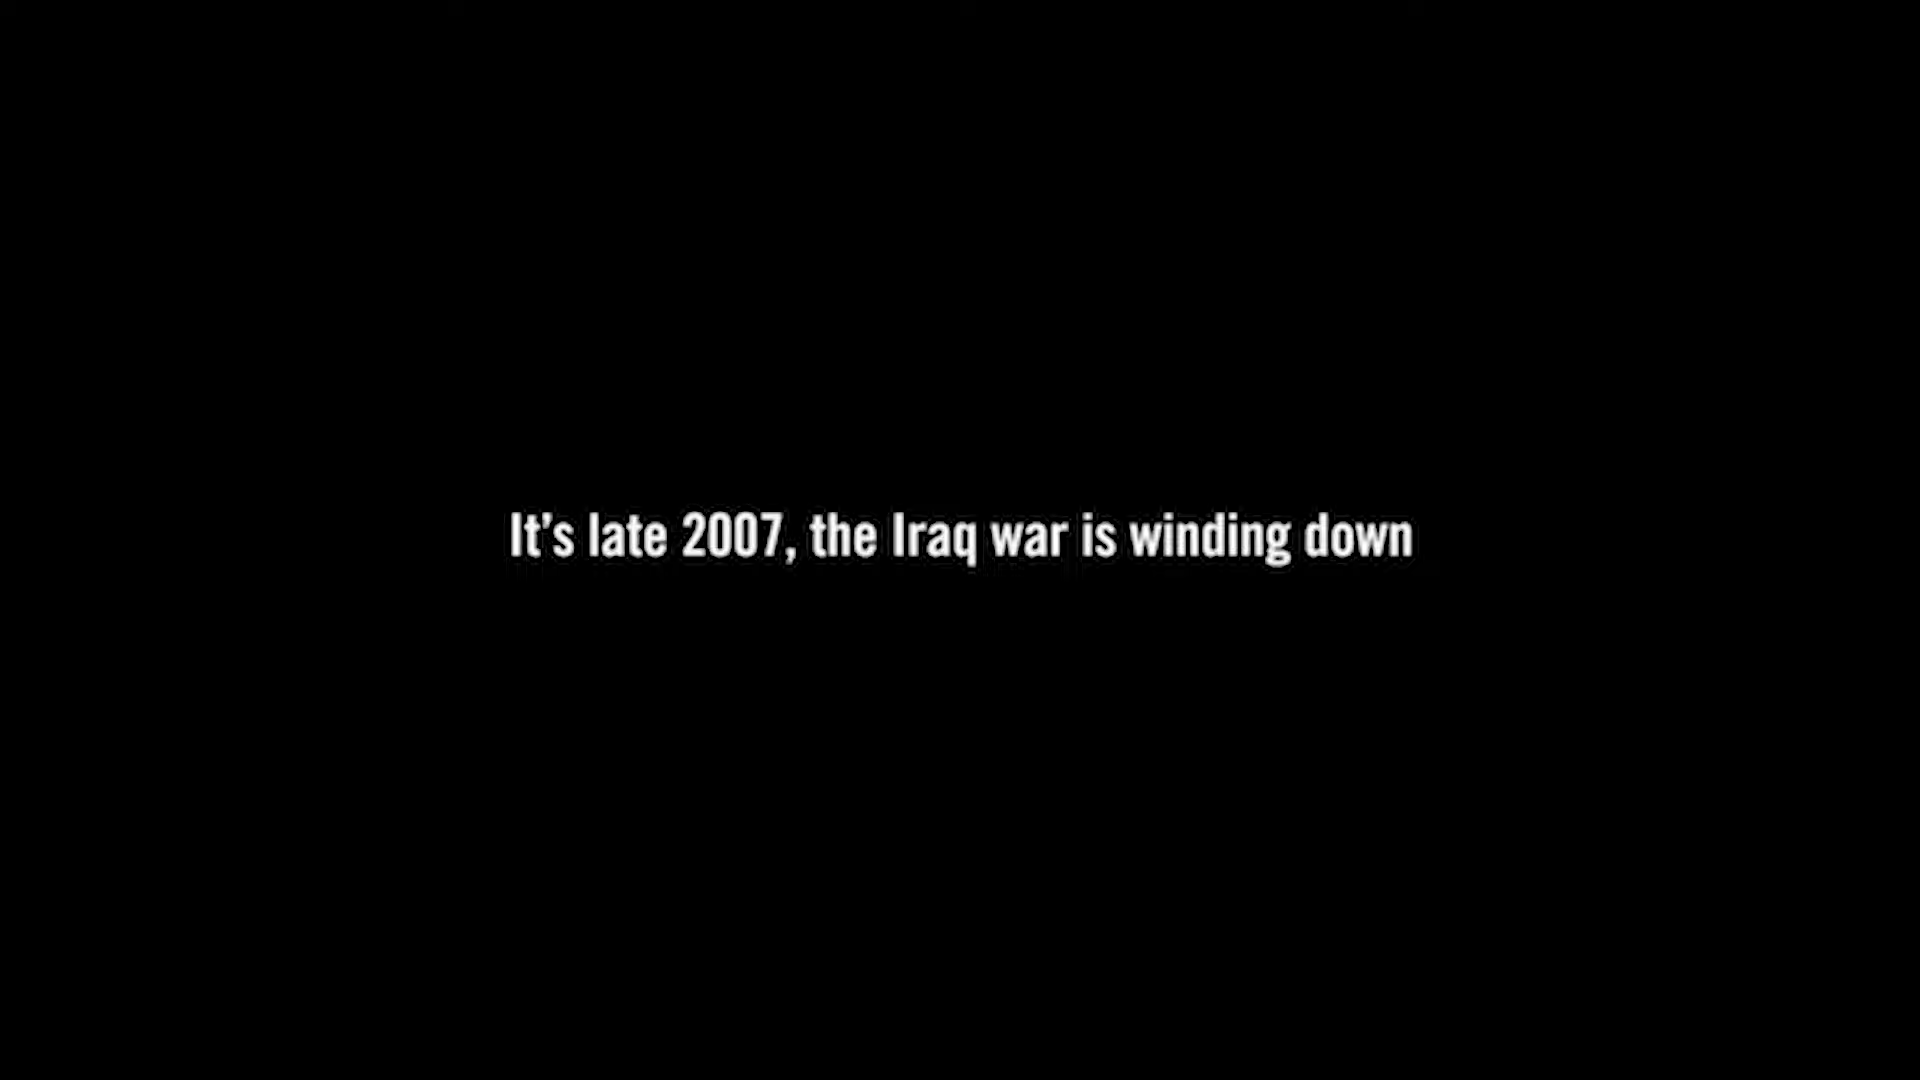 It’s late 2007, the Iraq war is winding down